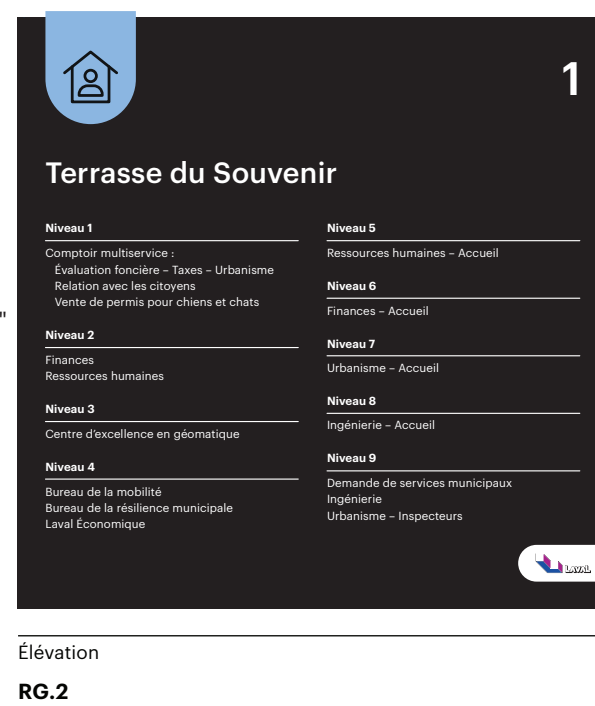 1
Terrasse du Souvenir
Niveau 1
Comptoir multiservice :
Évaluation foncière – Taxes – Urbanisme
Relation avec les citoyens
Vente de permis pour chiens et chats
Niveau 2
Finances
Ressources humaines
Niveau 3
Centre d’excellence en géomatique
Niveau 4
Bureau de la mobilité
Bureau de la résilience municipale
Laval Économique
Niveau 5
Ressources humaines – Accueil
Niveau 6
Finances – Accueil
Niveau 7
Urbanisme – Accueil
Niveau 8
Ingénierie – Accueil
Niveau 9
Demande de services municipaux
Ingénierie
Urbanisme – Inspecteurs
LAVAL
"
Élévation
RG.2